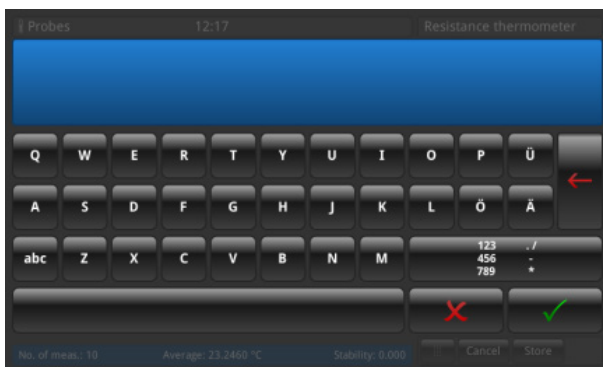 Probes 12:17 Resistance thermometer
Q W E R T Y U I O P Ü
A S D F G H J K L Ö Ä
abc Z X C V B N M 123 ./
456 -
789 *
No. of meas.: 10 Average: 23.2460 °C Stability: 0.000 Cancel Store